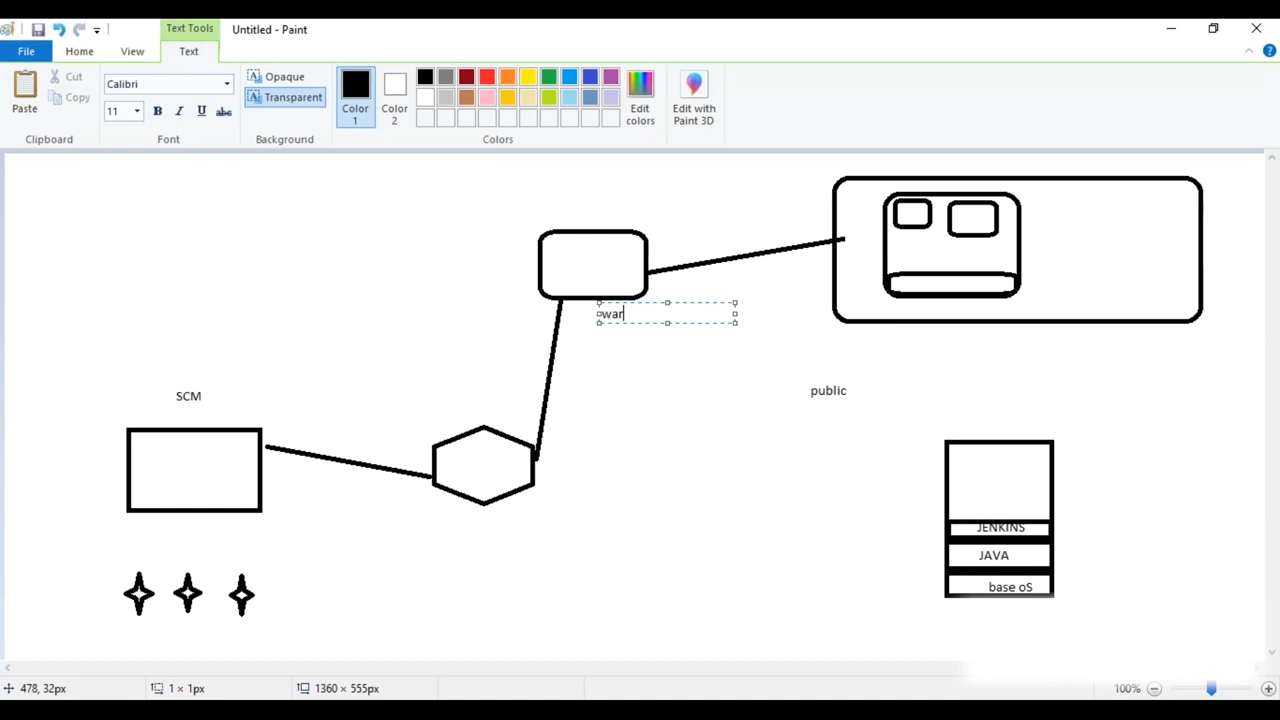 Text Tools
Untitled - Paint
File
Home
View
Text
Paste
Cut
Copy
Clipboard
Calibri
11
B I U abc
Font
Opaque
Transparent
Background
Color 1
Color 2
Edit colors
Colors
Edit with Paint 3D
war
SCM
public
JENKINS
JAVA
base oS
478, 32px
1 × 1px
1360 × 555px
100%